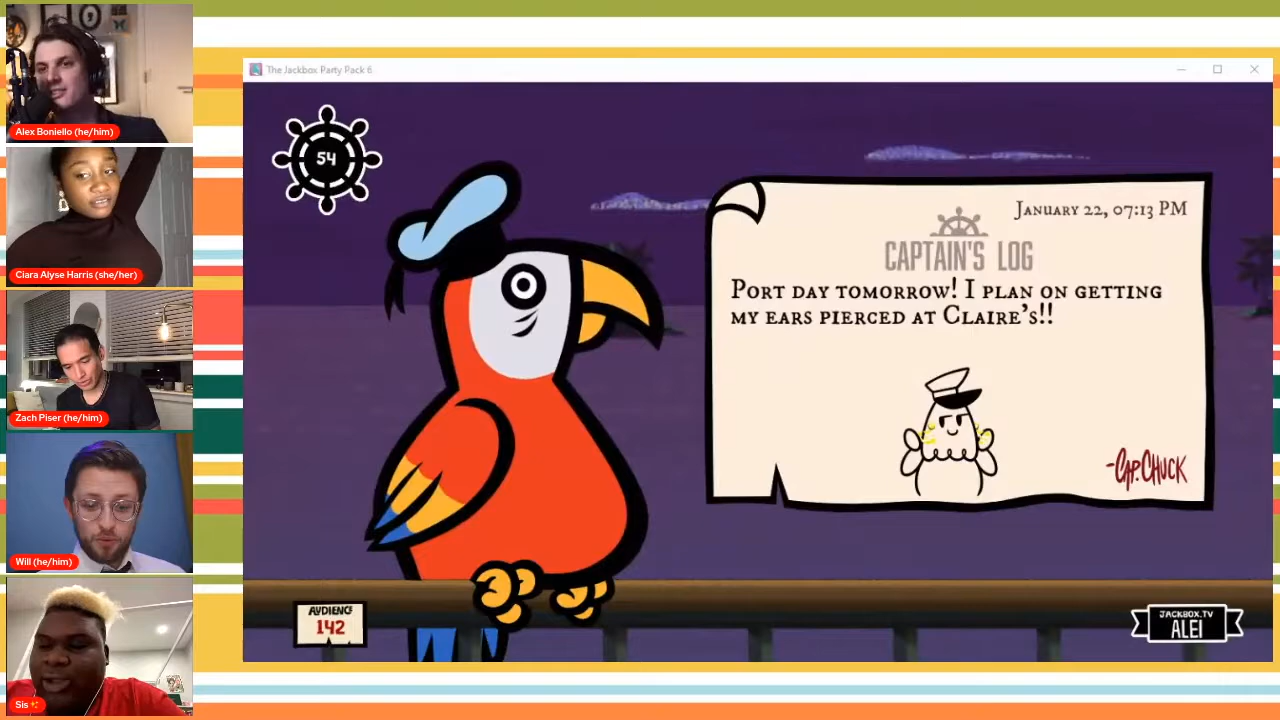 Alex Boniello (he/him)
Ciara Alyse Harris (she/her)
Zach Piser (he/him)
Will (he/him)
Sis✨
The Jackbox Party Pack 6
54
January 22, 07:13 PM
CAPTAIN'S LOG
Port day tomorrow! I plan on getting
my ears pierced at Claire's!!
-CAP. CHUCK
AUDIENCE
142
JACKBOX.TV
ALEI